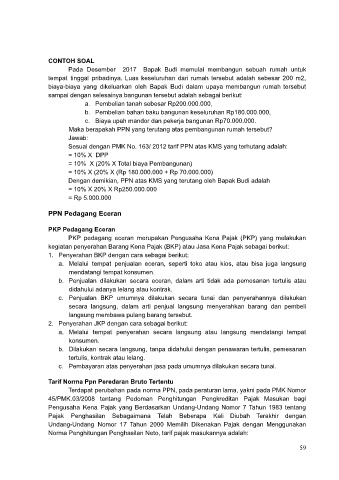 CONTOH SOAL
Pada Desember 2017 Bapak Budi memulai membangun sebuah rumah untuk
tempat tinggal pribadinya. Luas keseluruhan dari rumah tersebut adalah sebesar 200 m2,
biaya-biaya yang dikeluarkan oleh Bapak Budi dalam upaya membangun rumah tersebut
sampai dengan selesainya bangunan tersebut adalah sebagai berikut:
a. Pembelian tanah sebesar Rp200.000.000,
b. Pembelian bahan baku bangunan keseluruhan Rp180.000.000,
c. Biaya upah mandor dan pekerja bangunan Rp70.000.000.
Maka berapakah PPN yang terutang atas pembangunan rumah tersebut?
Jawab:
Sesuai dengan PMK No. 163/ 2012 tarif PPN atas KMS yang terhutang adalah:
= 10% X DPP
= 10% X (20% X Total biaya Pembangunan)
= 10% X (20% X (Rp 180.000.000 + Rp 70.000.000)
Dengan demikian, PPN atas KMS yang terutang oleh Bapak Budi adalah
= 10% X 20% X Rp250.000.000
= Rp 5.000.000
PPN Pedagang Eceran
PKP Pedagang Eceran
PKP pedagang eceran merupakan Pengusaha Kena Pajak (PKP) yang melakukan
kegiatan penyerahan Barang Kena Pajak (BKP) atau Jasa Kena Pajak sebagai berikut:
1. Penyerahan BKP dengan cara sebagai berikut;
a. Melalui tempat penjualan eceran, seperti toko atau kios, atau bisa juga langsung
mendatangi tempat konsumen.
b. Penjualan dilakukan secara eceran, dalam arti tidak ada pemesanan tertulis atau
didahului adanya lelang atau kontrak.
c. Penjualan BKP umumnya dilakukan secara tunai dan penyerahannya dilakukan
secara langsung, dalam arti penjual langsung menyerahkan barang dan pembeli
langsung membawa pulang barang tersebut.
2. Penyerahan JKP dengan cara sebagai berikut:
a. Melalui tempat penyerahan secara langsung atau langsung mendatangi tempat
konsumen.
b. Dilakukan secara langsung, tanpa didahului dengan penawaran tertulis, pemesanan
tertulis, kontrak atau lelang.
c. Pembayaran atas penyerahan jasa pada umumnya dilakukan secara tunai.
Tarif Norma Ppn Peredaran Bruto Tertentu
Terdapat perubahan pada norma PPN, pada peraturan lama, yakni pada PMK Nomor
45/PMK.03/2008 tentang Pedoman Penghitungan Pengkreditan Pajak Masukan bagi
Pengusaha Kena Pajak yang Berdasarkan Undang-Undang Nomor 7 Tahun 1983 tentang
Pajak Penghasilan Sebagaimana Telah Beberapa Kali Diubah Terakhir dengan
Undang-Undang Nomor 17 Tahun 2000 Memilih Dikenakan Pajak dengan Menggunakan
Norma Penghitungan Penghasilan Neto, tarif pajak masukannya adalah:
59